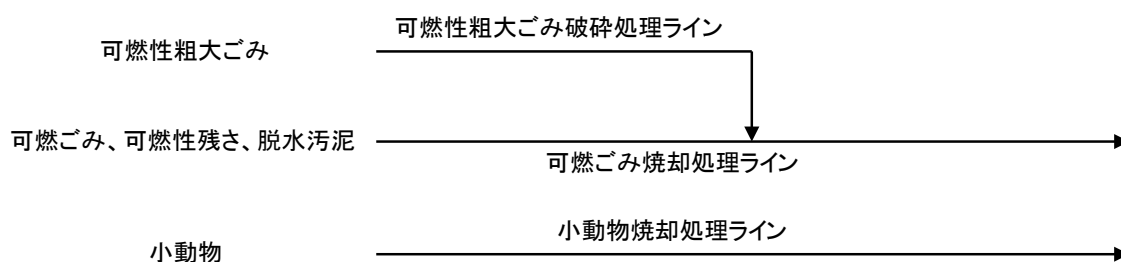 可燃性粗大ごみ破砕処理ライン
可燃性粗大ごみ
可燃ごみ、可燃性残さ、脱水汚泥
可燃ごみ焼却処理ライン
小動物焼却処理ライン
小動物